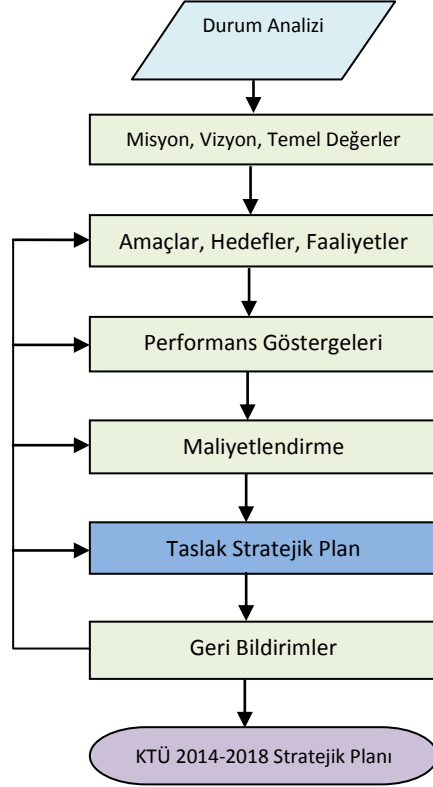 Durum Analizi
Misyon, Vizyon, Temel Değerler
Amaçlar, Hedefler, Faaliyetler
Performans Göstergeleri
Maliyetlendirme
Taslak Stratejik Plan
Geri Bildirimler
KTÜ 2014-2018 Stratejik Planı